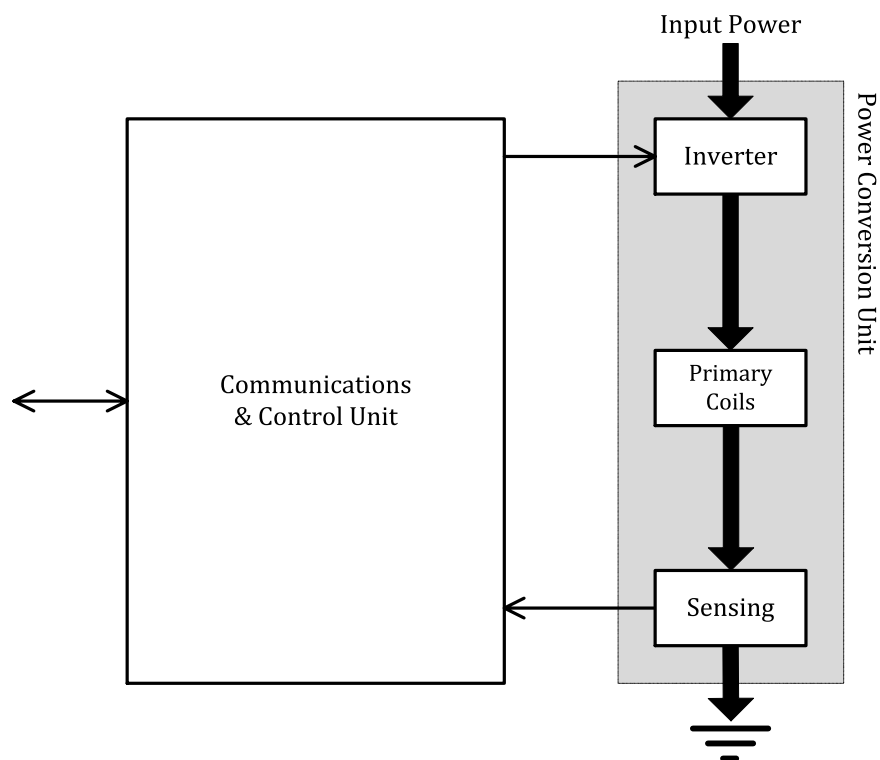 Input Power
Power Conversion Unit
Inverter
Primary
Coils
Communications
& Control Unit
Sensing